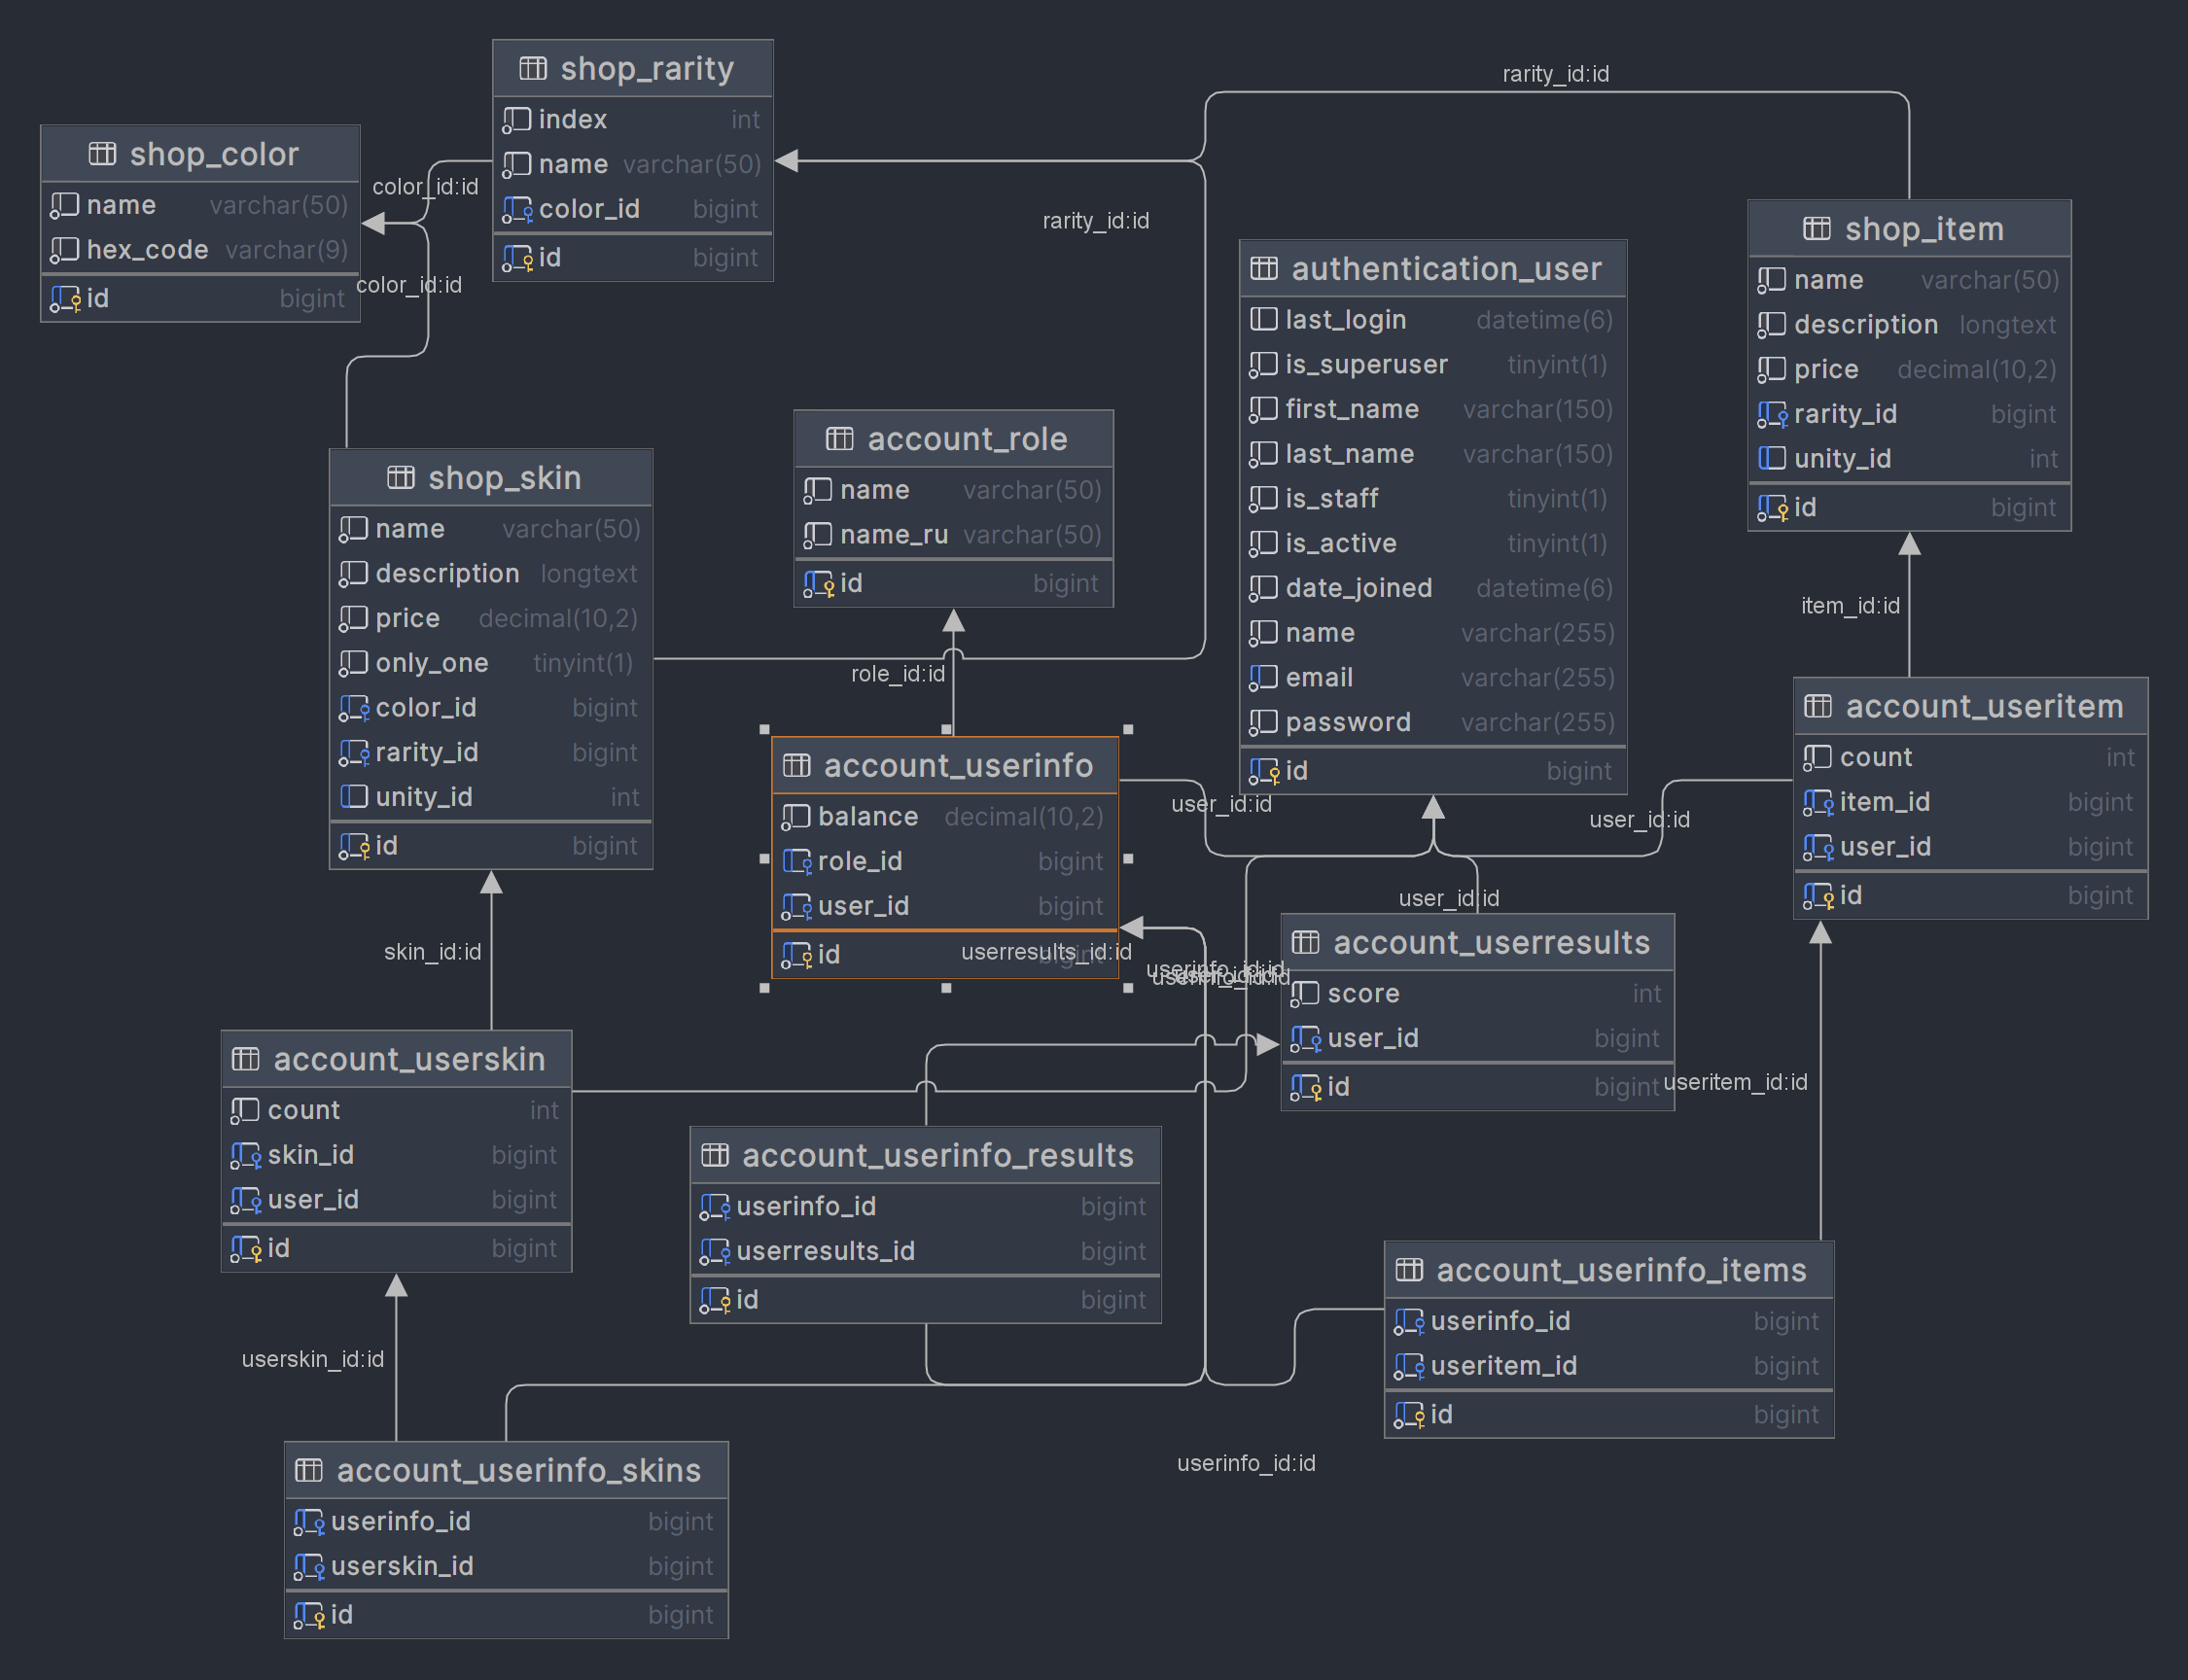 shop_rarity
index int
name varchar(50)
color_id bigint
id bigint
shop_color
name varchar(50)
hex_code varchar(9)
id bigint
color_id:id
color_id:id
rarity_id:id
rarity_id:id
shop_item
name varchar(50)
description longtext
price decimal(10,2)
rarity_id bigint
unity_id int
id bigint
authentication_user
last_login datetime(6)
is_superuser tinyint(1)
first_name varchar(150)
last_name varchar(150)
is_staff tinyint(1)
is_active tinyint(1)
date_joined datetime(6)
name varchar(255)
email varchar(255)
password varchar(255)
id bigint
account_role
name varchar(50)
name_ru varchar(50)
id bigint
shop_skin
name varchar(50)
description longtext
price decimal(10,2)
only_one tinyint(1)
color_id bigint
rarity_id bigint
unity_id int
id bigint
role_id:id
item_id:id
account_userinfo
balance decimal(10,2)
role_id bigint
user_id bigint
id bigint
account_useritem
count int
item_id bigint
user_id bigint
id bigint
user_id:id
user_id:id
user_id:id
skin_id:id
userresults_id:id
userinfo_id:id
userinfo_id:id
account_userresults
score int
user_id bigint
id bigint
useritem_id:id
account_userskin
count int
skin_id bigint
user_id bigint
id bigint
account_userinfo_results
userinfo_id bigint
userresults_id bigint
id bigint
account_userinfo_items
userinfo_id bigint
useritem_id bigint
id bigint
userskin_id:id
userinfo_id:id
account_userinfo_skins
userinfo_id bigint
userskin_id bigint
id bigint